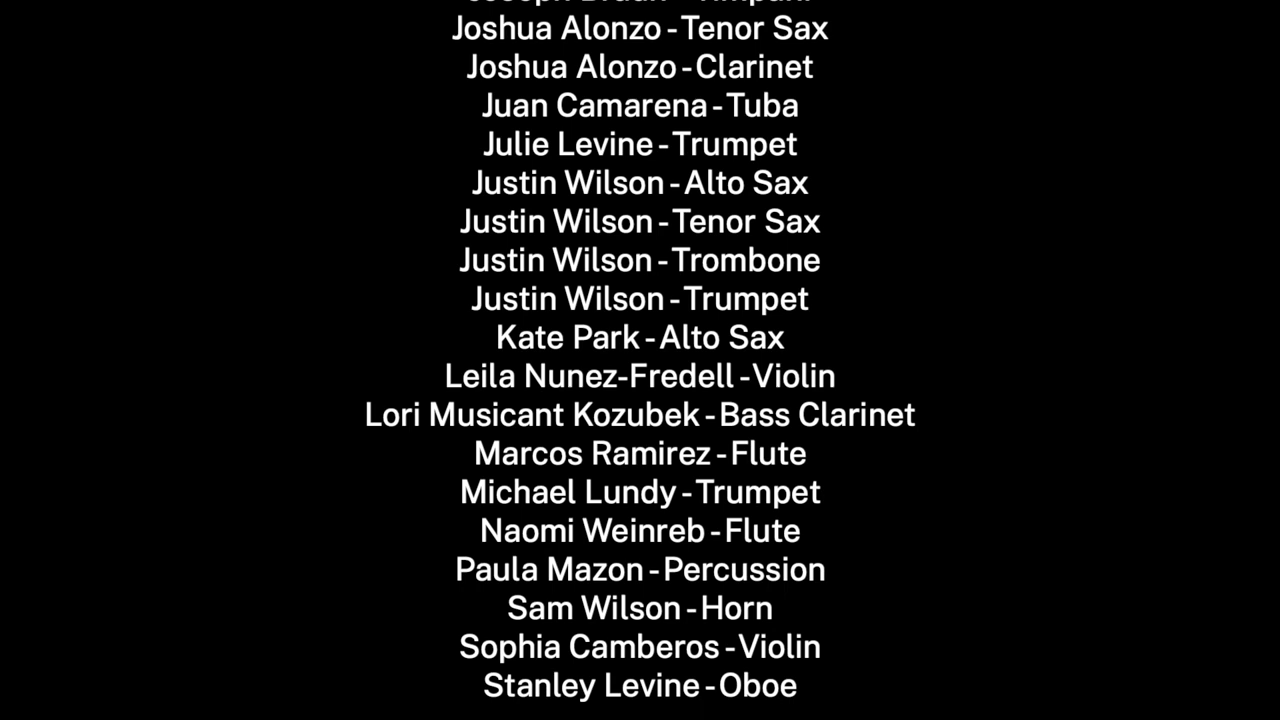 Joshua Alonzo - Tenor Sax
Joshua Alonzo - Clarinet
Juan Camarena - Tuba
Julie Levine - Trumpet
Justin Wilson - Alto Sax
Justin Wilson - Tenor Sax
Justin Wilson - Trombone
Justin Wilson - Trumpet
Kate Park - Alto Sax
Leila Nunez-Fredell - Violin
Lori Musicant Kozubek - Bass Clarinet
Marcos Ramirez - Flute
Michael Lundy - Trumpet
Naomi Weinreb - Flute
Paula Mazon - Percussion
Sam Wilson - Horn
Sophia Camberos - Violin
Stanley Levine - Oboe